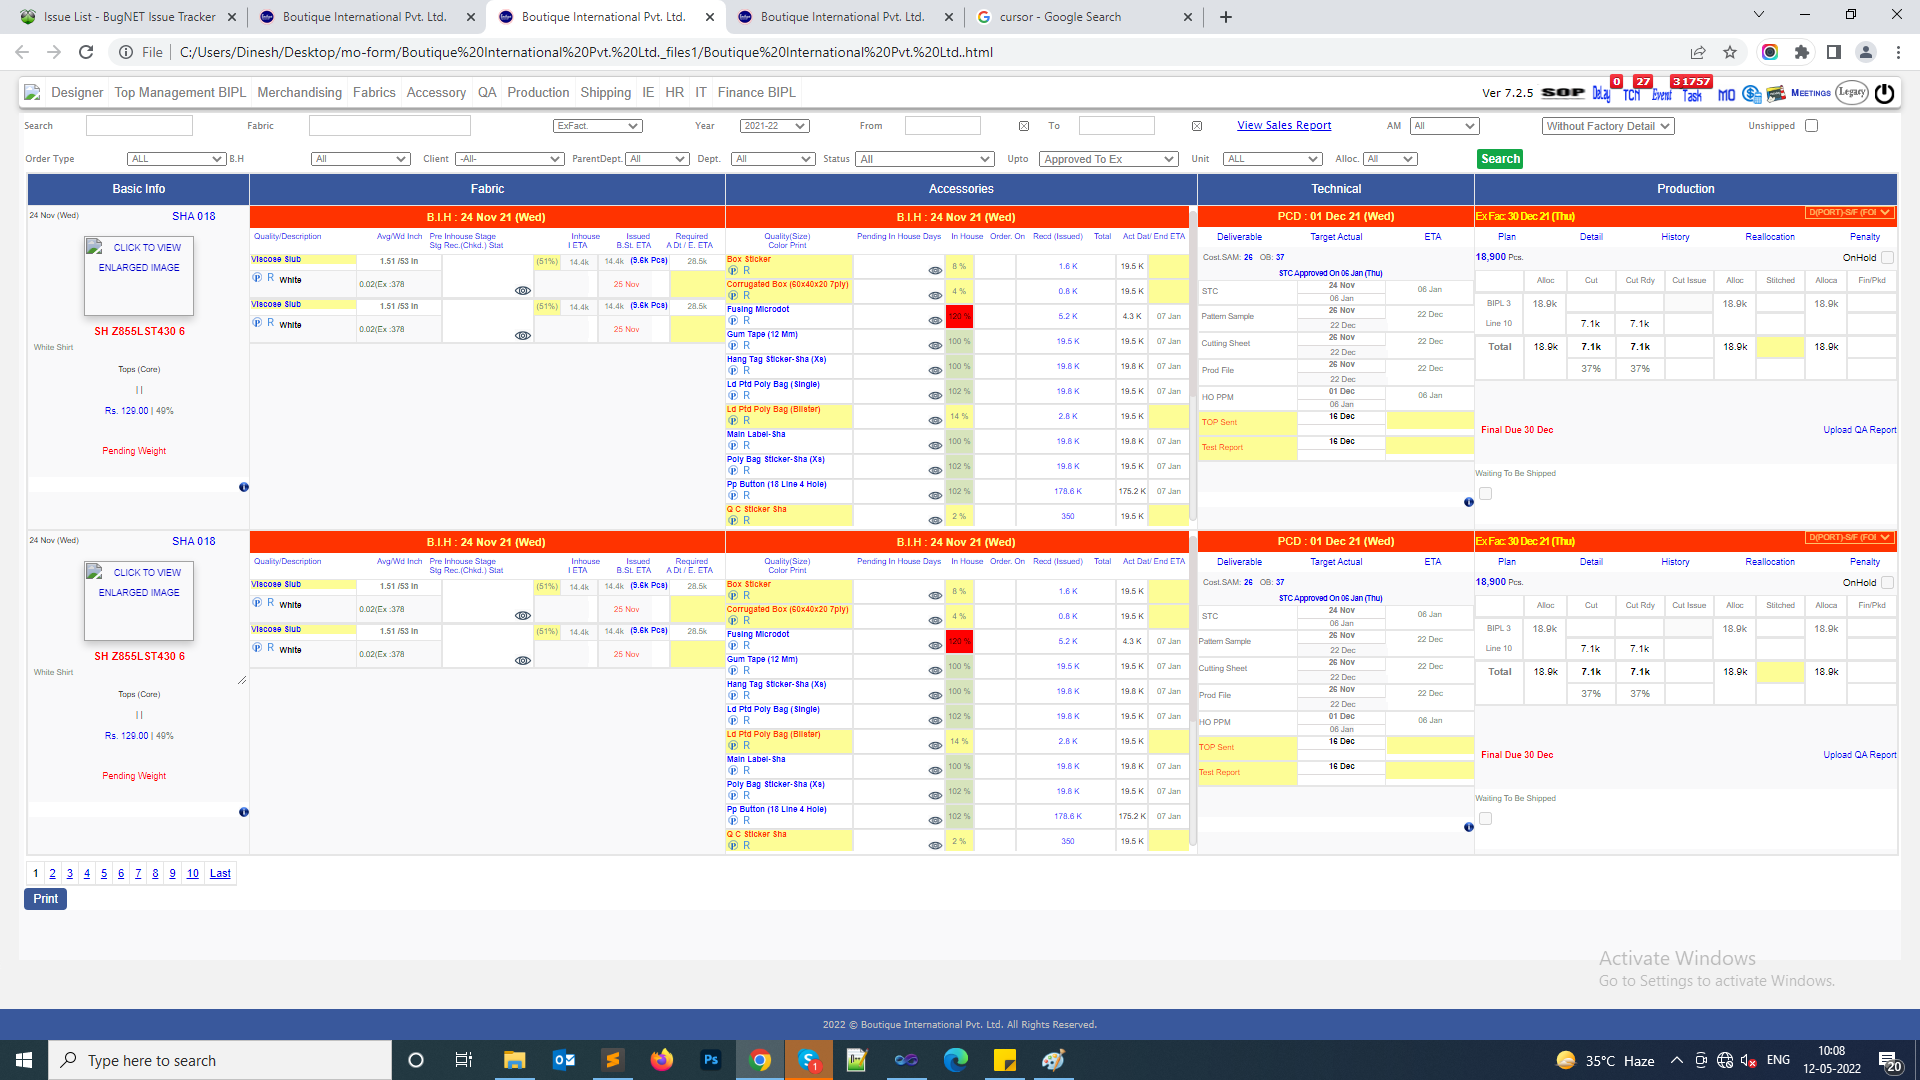 Issue List - BugNET Issue Tracker
Boutique International Pvt. Ltd.
Boutique International Pvt. Ltd.
Boutique International Pvt. Ltd.
cursor - Google Search
File
C:/Users/Dinesh/Desktop/mo-form/Boutique%20International%20Pvt.%20Ltd._files1/Boutique%20International%20Pvt.%20Ltd..html
Designer Top Management BIPL Merchandising Fabrics Accessory QA Production Shipping IE HR IT Finance BIPL
Ver 7.2.5 SOP 0 Delay 27 TCN Event 31757 Task MO MEETINGS Legacy
Search Fabric ExFact. Year 2021-22 From To View Sales Report AM All Without Factory Detail Unshipped
Order Type ALL B.H All Client -All- ParentDept. All Dept. All Status All Upto Approved To Ex Unit ALL Alloc. All Search
Basic Info Fabric Accessories Technical Production
24 Nov (Wed) SHA 018
CLICK TO VIEW
ENLARGED IMAGE
SH Z855LST430 6
White Shirt
Tops (Core)
| |
Rs. 129.00 | 49%
Pending Weight
B.I.H : 24 Nov 21 (Wed)
Quality/Description Avg/Wd Inch Pre Inhouse Stage Inhouse Issued Required
Stg Rec.(Chkd.) Stat I ETA B.St. ETA A Dt / E. ETA
Viscose Slub 1.51 /53 In (51%) 14.4k 14.4k (9.6k Pcs) 28.5k
P R White 0.02(Ex :378 25 Nov
Viscose Slub 1.51 /53 In (51%) 14.4k 14.4k (9.6k Pcs) 28.5k
P R White 0.02(Ex :378 25 Nov
B.I.H : 24 Nov 21 (Wed)
Quality(Size) Pending In House Days In House Order. On Recd (Issued) Total Act Dat/ End ETA
Color Print
Box Sticker 8 % 1.6 K 19.5 K
P R
Corrugated Box (60x40x20 7ply) 4 % 0.8 K 19.5 K
P R
Fusing Microdot 120 % 5.2 K 4.3 K 07 Jan
P R
Gum Tape (12 Mm) 100 % 19.5 K 19.5 K 07 Jan
P R
Hang Tag Sticker-Sha (Xs) 100 % 19.8 K 19.8 K 07 Jan
P R
Ld Ptd Poly Bag (Single) 102 % 19.8 K 19.5 K 07 Jan
P R
Ld Ptd Poly Bag (Blister) 14 % 2.8 K 19.5 K
P R
Main Label-Sha 100 % 19.8 K 19.8 K 07 Jan
P R
Poly Bag Sticker-Sha (Xs) 102 % 19.8 K 19.5 K 07 Jan
P R
Pp Button (18 Line 4 Hole) 102 % 178.6 K 175.2 K 07 Jan
P R
Q C Sticker Sha 2 % 350 19.5 K
P R
PCD : 01 Dec 21 (Wed)
Deliverable Target Actual ETA
Cost.SAM: 26 OB: 37
STC Approved On 06 Jan (Thu)
STC 24 Nov 06 Jan
06 Jan
Pattern Sample 26 Nov 22 Dec
22 Dec
Cutting Sheet 26 Nov 22 Dec
22 Dec
Prod File 26 Nov 22 Dec
22 Dec
HO PPM 01 Dec 06 Jan
06 Jan
TOP Sent 16 Dec
Test Report 16 Dec
Ex Fac: 30 Dec 21 (Thu) D(PORT)-S/F (FOI
Plan Detail History Reallocation Penalty
18,900 Pcs. OnHold
Alloc Cut Cut Rdy Cut Issue Alloc Stitched Alloca Fin/Pkd
BIPL 3 18.9k 18.9k 18.9k
Line 10 7.1k 7.1k
Total 18.9k 7.1k 7.1k 18.9k 18.9k
37% 37%
Final Due 30 Dec Upload QA Report
Waiting To Be Shipped
24 Nov (Wed) SHA 018
CLICK TO VIEW
ENLARGED IMAGE
SH Z855LST430 6
White Shirt
Tops (Core)
| |
Rs. 129.00 | 49%
Pending Weight
B.I.H : 24 Nov 21 (Wed)
Quality/Description Avg/Wd Inch Pre Inhouse Stage Inhouse Issued Required
Stg Rec.(Chkd.) Stat I ETA B.St. ETA A Dt / E. ETA
Viscose Slub 1.51 /53 In (51%) 14.4k 14.4k (9.6k Pcs) 28.5k
P R White 0.02(Ex :378 25 Nov
Viscose Slub 1.51 /53 In (51%) 14.4k 14.4k (9.6k Pcs) 28.5k
P R White 0.02(Ex :378 25 Nov
B.I.H : 24 Nov 21 (Wed)
Quality(Size) Pending In House Days In House Order. On Recd (Issued) Total Act Dat/ End ETA
Color Print
Box Sticker 8 % 1.6 K 19.5 K
P R
Corrugated Box (60x40x20 7ply) 4 % 0.8 K 19.5 K
P R
Fusing Microdot 120 % 5.2 K 4.3 K 07 Jan
P R
Gum Tape (12 Mm) 100 % 19.5 K 19.5 K 07 Jan
P R
Hang Tag Sticker-Sha (Xs) 100 % 19.8 K 19.8 K 07 Jan
P R
Ld Ptd Poly Bag (Single) 102 % 19.8 K 19.5 K 07 Jan
P R
Ld Ptd Poly Bag (Blister) 14 % 2.8 K 19.5 K
P R
Main Label-Sha 100 % 19.8 K 19.8 K 07 Jan
P R
Poly Bag Sticker-Sha (Xs) 102 % 19.8 K 19.5 K 07 Jan
P R
Pp Button (18 Line 4 Hole) 102 % 178.6 K 175.2 K 07 Jan
P R
Q C Sticker Sha 2 % 350 19.5 K
P R
PCD : 01 Dec 21 (Wed)
Deliverable Target Actual ETA
Cost.SAM: 26 OB: 37
STC Approved On 06 Jan (Thu)
STC 24 Nov 06 Jan
06 Jan
Pattern Sample 26 Nov 22 Dec
22 Dec
Cutting Sheet 26 Nov 22 Dec
22 Dec
Prod File 26 Nov 22 Dec
22 Dec
HO PPM 01 Dec 06 Jan
06 Jan
TOP Sent 16 Dec
Test Report 16 Dec
Ex Fac: 30 Dec 21 (Thu) D(PORT)-S/F (FOI
Plan Detail History Reallocation Penalty
18,900 Pcs. OnHold
Alloc Cut Cut Rdy Cut Issue Alloc Stitched Alloca Fin/Pkd
BIPL 3 18.9k 18.9k 18.9k
Line 10 7.1k 7.1k
Total 18.9k 7.1k 7.1k 18.9k 18.9k
37% 37%
Final Due 30 Dec Upload QA Report
Waiting To Be Shipped
1 2 3 4 5 6 7 8 9 10 Last
Print
Activate Windows
Go to Settings to activate Windows.
2022 © Boutique International Pvt. Ltd. All Rights Reserved.
Type here to search
Ps
1
35°C Haze ENG 10:08
12-05-2022
20